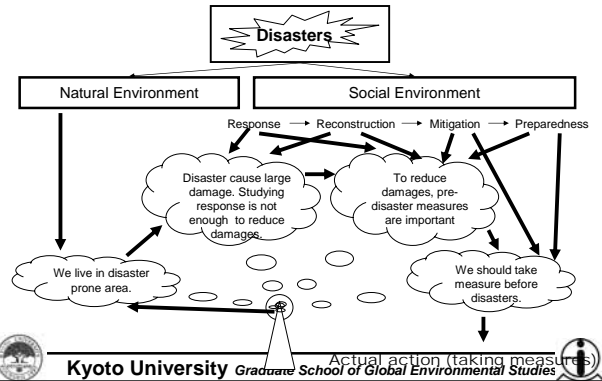 Disasters
Natural Environment
Social Environment
Response → Reconstruction → Mitigation → Preparedness
Disaster cause large
damage. Studying
response is not
enough to reduce
damages.
To reduce
damages, pre-
disaster measures
are important
We live in disaster
prone area.
We should take
measure before
disasters.
Actual action (taking measures)
Kyoto University Graduate School of Global Environmental Studies